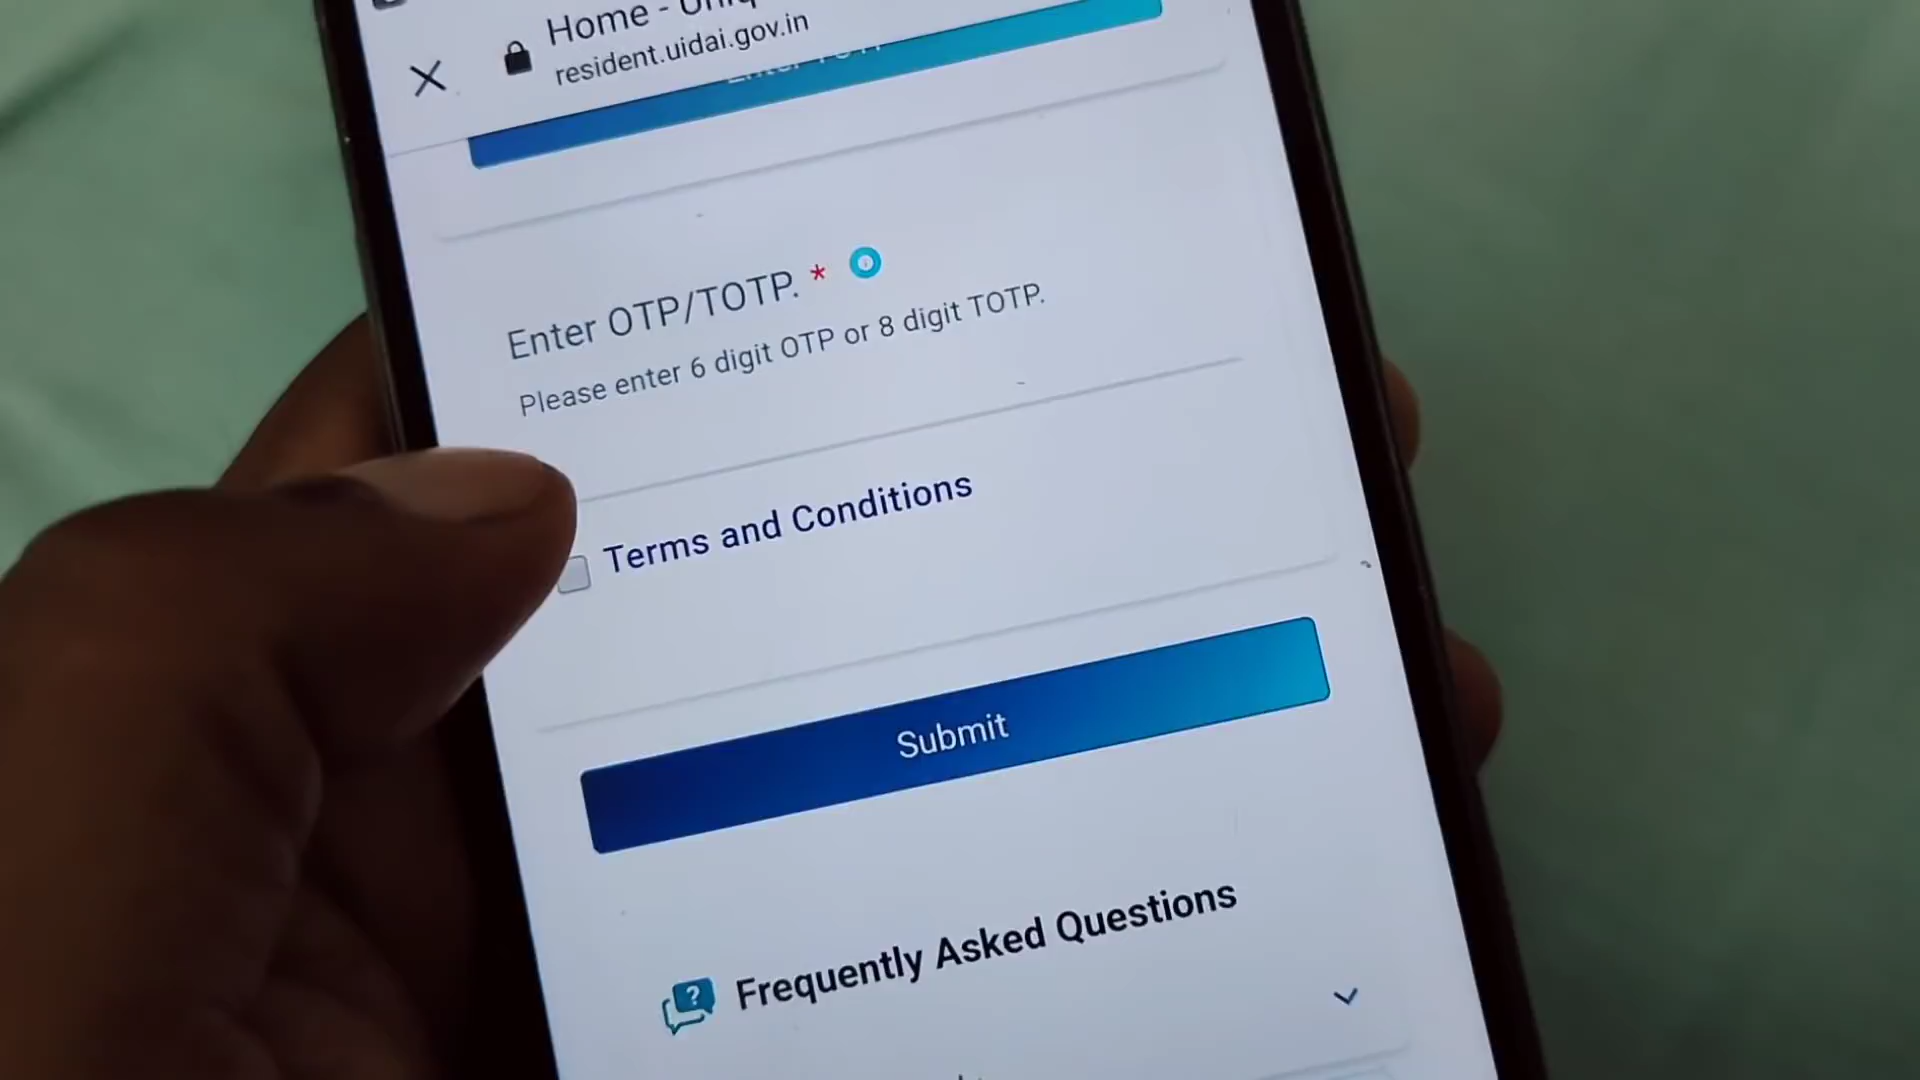 Home -
resident.uidai.gov.in
Enter OTP/TOTP. *
Please enter 6 digit OTP or 8 digit TOTP.
Terms and Conditions
Submit
? Frequently Asked Questions